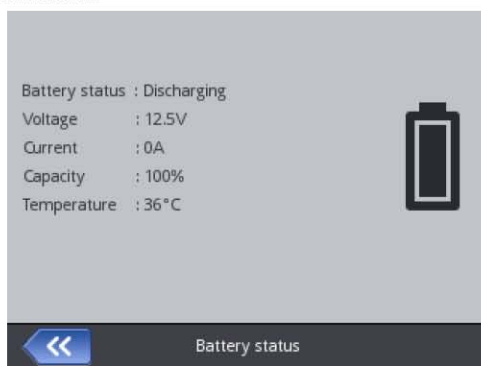 Battery status : Discharging
Voltage : 12.5V
Current : 0A
Capacity : 100%
Temperature : 36°C
Battery status